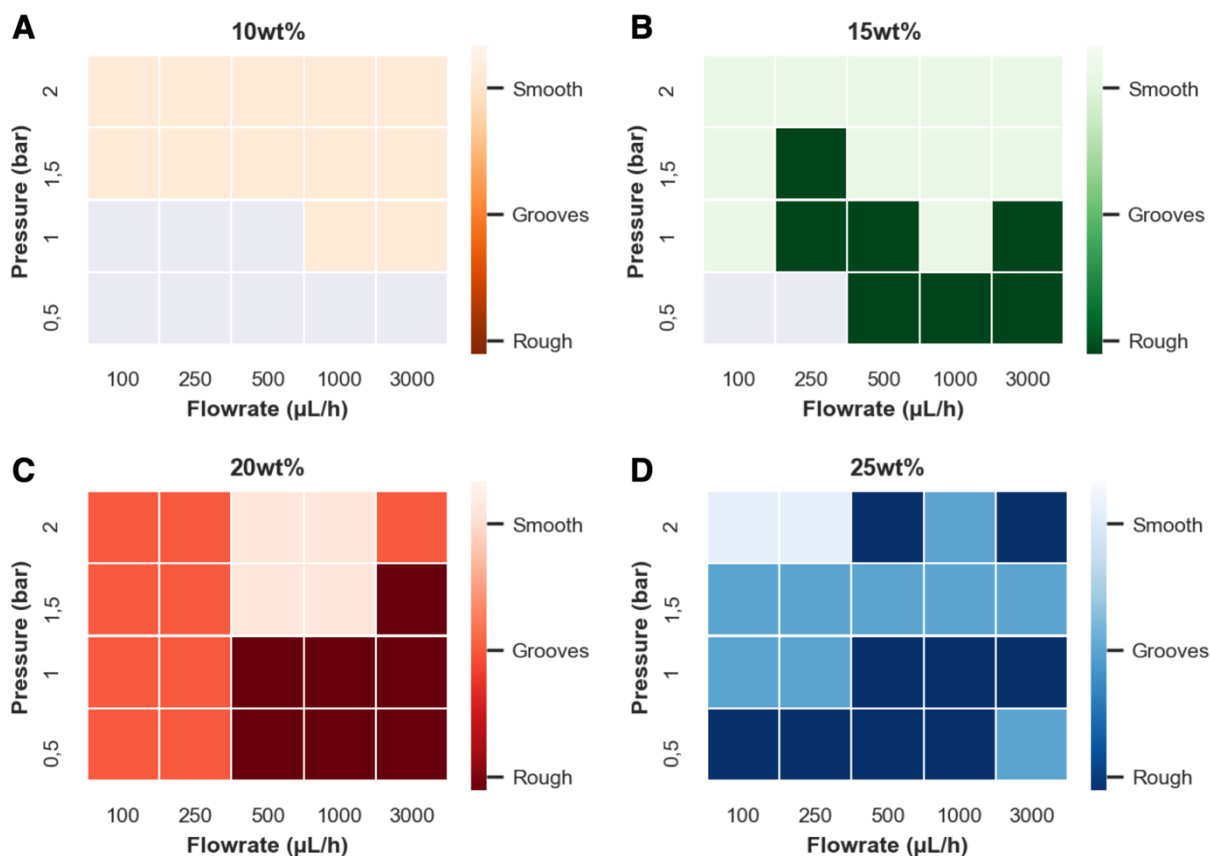 A
10wt%
Pressure (bar)
2
1,5
1
0,5
100 250 500 1000 3000
Flowrate (µL/h)
Smooth
Grooves
Rough
B
15wt%
Pressure (bar)
2
1,5
1
0,5
100 250 500 1000 3000
Flowrate (µL/h)
Smooth
Grooves
Rough
C
20wt%
Pressure (bar)
2
1,5
1
0,5
100 250 500 1000 3000
Flowrate (µL/h)
Smooth
Grooves
Rough
D
25wt%
Pressure (bar)
2
1,5
1
0,5
100 250 500 1000 3000
Flowrate (µL/h)
Smooth
Grooves
Rough